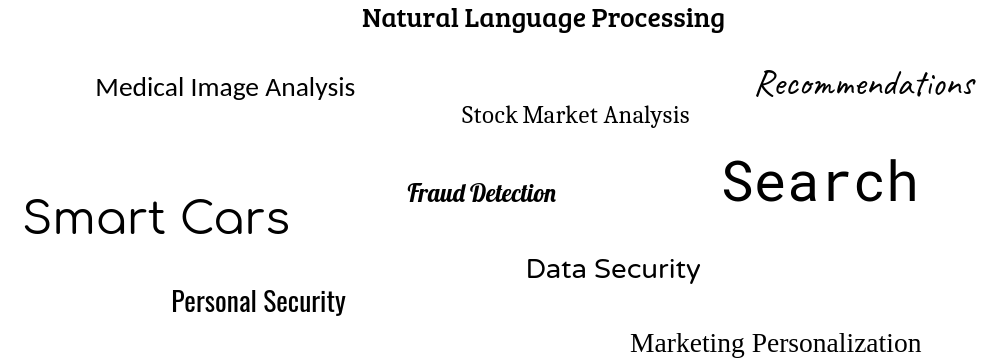 Natural Language Processing
Medical Image Analysis
Recommendations
Stock Market Analysis
Search
Fraud Detection
Smart Cars
Data Security
Personal Security
Marketing Personalization